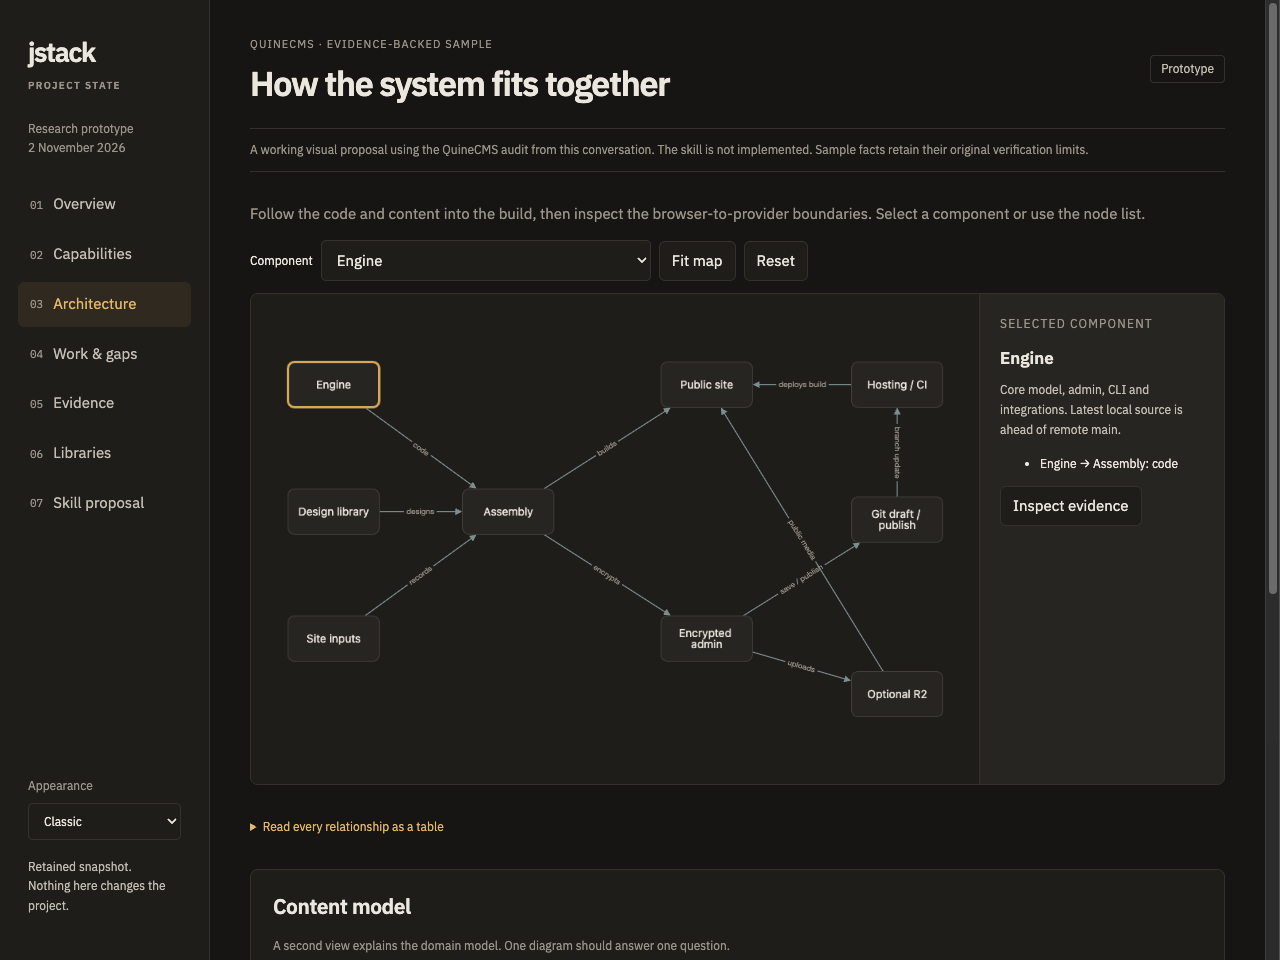 jstack
PROJECT STATE
Research prototype
2 November 2026
01 Overview
02 Capabilities
03 Architecture
04 Work & gaps
05 Evidence
06 Libraries
07 Skill proposal
Appearance
Classic
Retained snapshot.
Nothing here changes the
project.
QUINECMS · EVIDENCE-BACKED SAMPLE
How the system fits together
Prototype
A working visual proposal using the QuineCMS audit from this conversation. The skill is not implemented. Sample facts retain their original verification limits.
Follow the code and content into the build, then inspect the browser-to-provider boundaries. Select a component or use the node list.
Component
Engine
Fit map
Reset
Engine
Public site
deploys build
Hosting / CI
code
builds
branch update
Design library
designs
Assembly
Git draft /
publish
public media
records
encrypts
save / publish
Site inputs
Encrypted
admin
uploads
Optional R2
SELECTED COMPONENT
Engine
Core model, admin, CLI and
integrations. Latest local source is
ahead of remote main.
• Engine → Assembly: code
Inspect evidence
Read every relationship as a table
Content model
A second view explains the domain model. One diagram should answer one question.